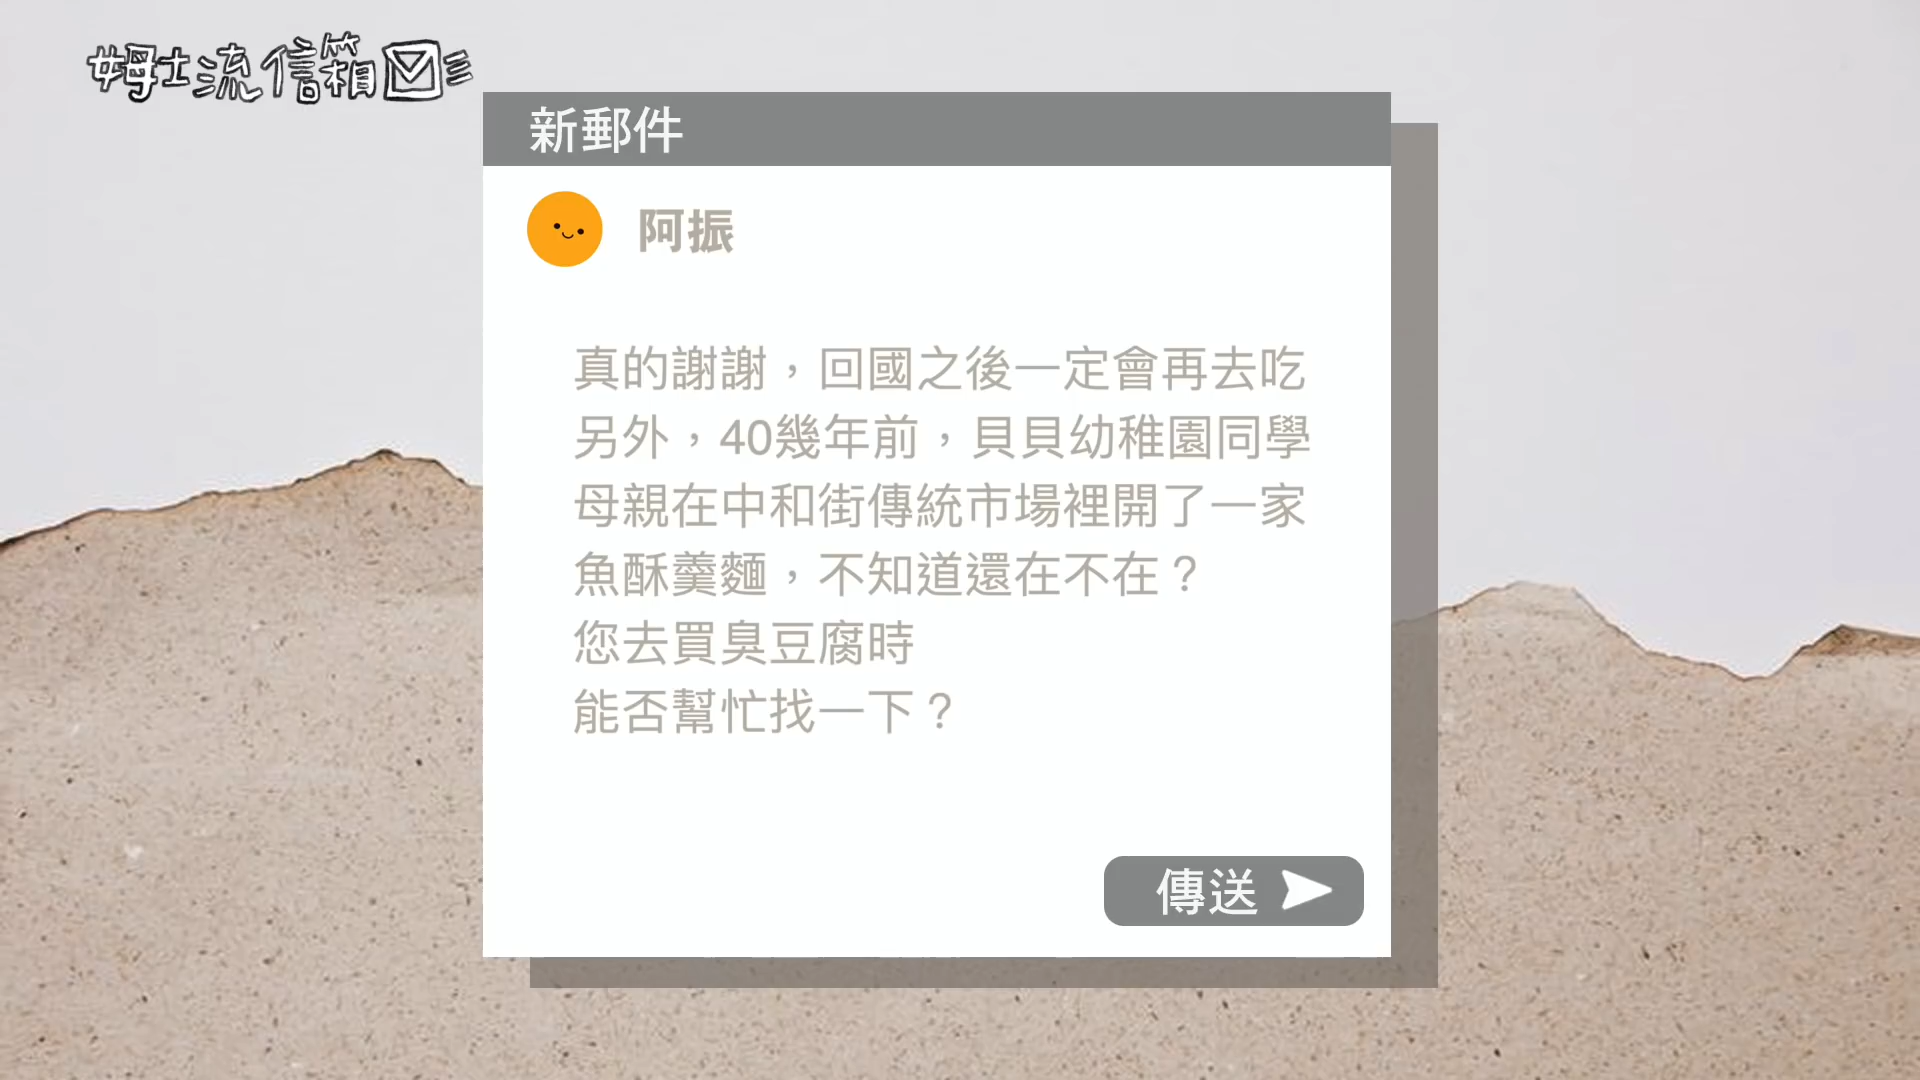 姆士流信箱
新郵件
阿振
真的謝謝，回國之後一定會再去吃
另外，40幾年前，貝貝幼稚園同學
母親在中和街傳統市場裡開了一家
魚酥羹麵，不知道還在不在？
您去買臭豆腐時
能否幫忙找一下？
傳送